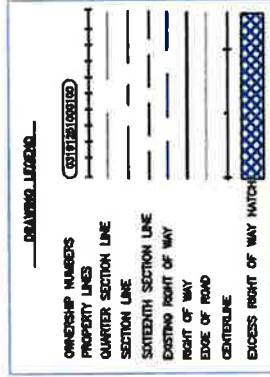 DRAWING LEGEND
OWNERSHIP NUMBERS
PROPERTY LINES
QUARTER SECTION LINE
SECTION LINE
SIXTEENTH SECTION LINE
EXISTING RIGHT OF WAY
RIGHT OF WAY
EDGE OF ROAD
CENTERLINE
EXCESS RIGHT OF WAY HATCH